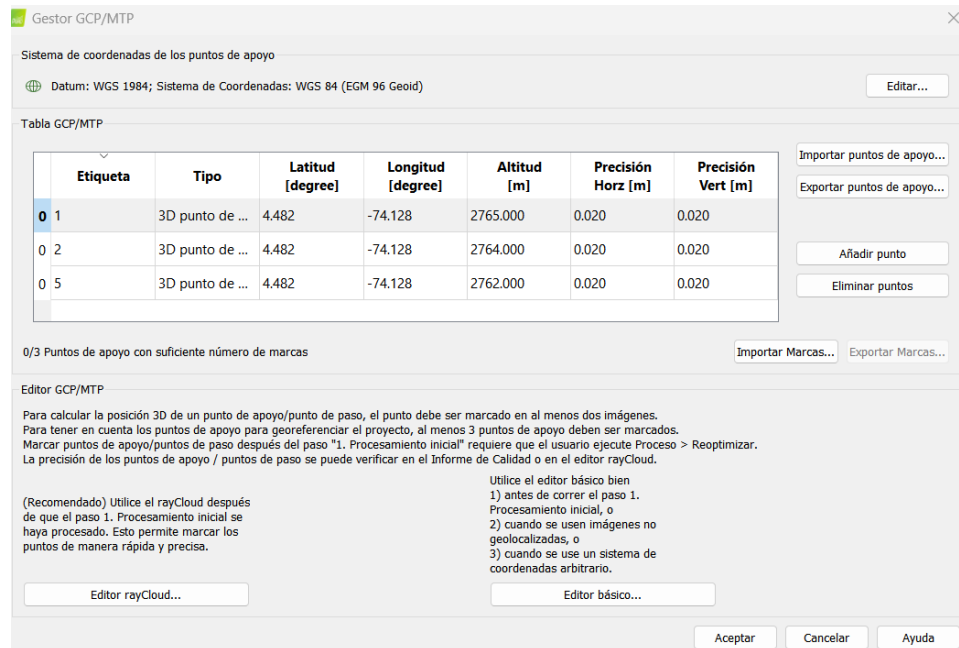 Gestor GCP/MTP
Sistema de coordenadas de los puntos de apoyo
Datum: WGS 1984; Sistema de Coordenadas: WGS 84 (EGM 96 Geoid)
Editar...
Tabla GCP/MTP
Etiqueta Tipo Latitud [degree] Longitud [degree] Altitud [m] Precisión Horz [m] Precisión Vert [m]
0 1 3D punto de ... 4.482 -74.128 2765.000 0.020 0.020
0 2 3D punto de ... 4.482 -74.128 2764.000 0.020 0.020
0 5 3D punto de ... 4.482 -74.128 2762.000 0.020 0.020
Importar puntos de apoyo...
Exportar puntos de apoyo...
Añadir punto
Eliminar puntos
0/3 Puntos de apoyo con suficiente número de marcas
Importar Marcas... Exportar Marcas...
Editor GCP/MTP
Para calcular la posición 3D de un punto de apoyo/punto de paso, el punto debe ser marcado en al menos dos imágenes.
Para tener en cuenta los puntos de apoyo para georeferenciar el proyecto, al menos 3 puntos de apoyo deben ser marcados.
Marcar puntos de apoyo/puntos de paso después del paso "1. Procesamiento inicial" requiere que el usuario ejecute Proceso > Reoptimizar.
La precisión de los puntos de apoyo / puntos de paso se puede verificar en el Informe de Calidad o en el editor rayCloud.
(Recomendado) Utilice el rayCloud después
de que el paso 1. Procesamiento inicial se
haya procesado. Esto permite marcar los
puntos de manera rápida y precisa.
Editor rayCloud...
Utilice el editor básico bien
1) antes de correr el paso 1.
Procesamiento inicial, o
2) cuando se usen imágenes no
geolocalizadas, o
3) cuando se use un sistema de
coordenadas arbitrario.
Editor básico...
Aceptar Cancelar Ayuda